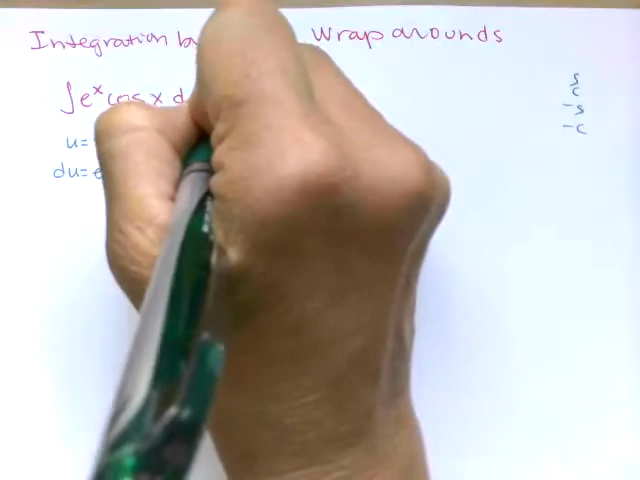 Integration by Wrap arounds
∫eˣ cos x d
u=
du= e
s
c
-s
-c